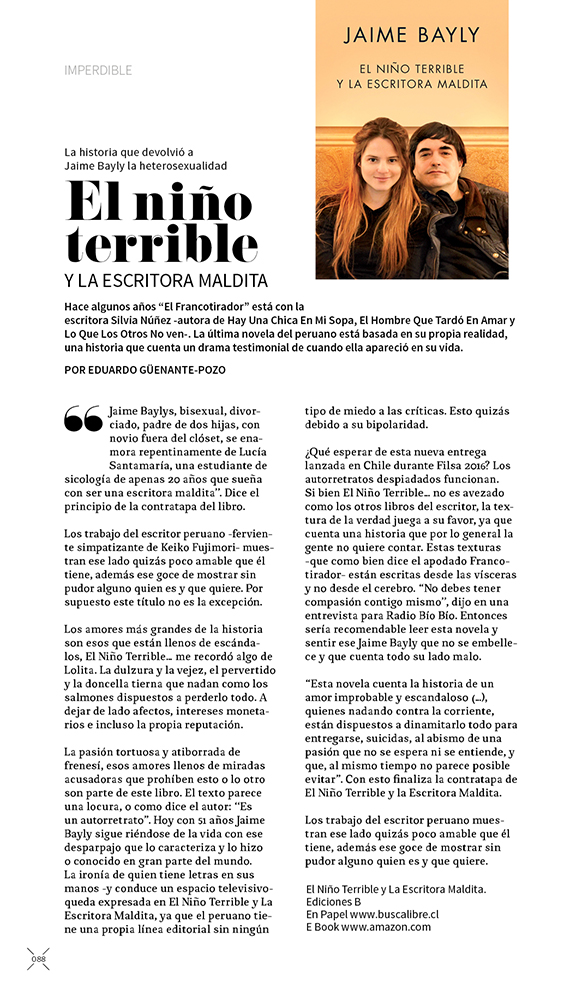 IMPERDIBLE
JAIME BAYLY
EL NIÑO TERRIBLE
Y LA ESCRITORA MALDITA
La historia que devolvió a
Jaime Bayly la heterosexualidad
El niño
terrible
Y LA ESCRITORA MALDITA
Hace algunos años “El Francotirador” está con la
escritora Silvia Núñez -autora de Hay Una Chica En Mi Sopa, El Hombre Que Tardó En Amar y
Lo Que Los Otros No ven-. La última novela del peruano está basada en su propia realidad,
una historia que cuenta un drama testimonial de cuando ella apareció en su vida.
POR EDUARDO GÜENANTE-POZO
“
Jaime Baylys, bisexual, divor-
ciado, padre de dos hijas, con
novio fuera del clóset, se ena-
mora repentinamente de Lucía
Santamaría, una estudiante de
sicología de apenas 20 años que sueña
con ser una escritora maldita”. Dice el
principio de la contratapa del libro.
Los trabajo del escritor peruano -fervien-
te simpatizante de Keiko Fujimori- mues-
tran ese lado quizás poco amable que él
tiene, además ese goce de mostrar sin
pudor alguno quien es y que quiere. Por
supuesto este título no es la excepción.
Los amores más grandes de la historia
son esos que están llenos de escánda-
los, El Niño Terrible... me recordó algo de
Lolita. La dulzura y la vejez, el pervertido
y la doncella tierna que nadan como los
salmones dispuestos a perderlo todo. A
dejar de lado afectos, intereses moneta-
rios e incluso la propia reputación.
La pasión tortuosa y atiborrada de
frenesí, esos amores llenos de miradas
acusadoras que prohíben esto o lo otro
son parte de este libro. El texto parece
una locura, o como dice el autor: “Es
un autorretrato”. Hoy con 51 años Jaime
Bayly sigue riéndose de la vida con ese
desparpajo que lo caracteriza y lo hizo
o conocido en gran parte del mundo.
La ironía de quien tiene letras en sus
manos -y conduce un espacio televisivo-
queda expresada en El Niño Terrible y La
Escritora Maldita, ya que el peruano tie-
ne una propia línea editorial sin ningún
tipo de miedo a las críticas. Esto quizás
debido a su bipolaridad.
¿Qué esperar de esta nueva entrega
lanzada en Chile durante Filsa 2016? Los
autorretratos despiadados funcionan.
Si bien El Niño Terrible... no es avezado
como los otros libros del escritor, la tex-
tura de la verdad juega a su favor, ya que
cuenta una historia que por lo general la
gente no quiere contar. Estas texturas
-que como bien dice el apodado Franco-
tirador- están escritas desde las vísceras
y no desde el cerebro. “No debes tener
compasión contigo mismo”, dijo en una
entrevista para Radio Bío Bío. Entonces
sería recomendable leer esta novela y
sentir ese Jaime Bayly que no se embelle-
ce y que cuenta todo su lado malo.
“Esta novela cuenta la historia de un
amor improbable y escandaloso (...),
quienes nadando contra la corriente,
están dispuestos a dinamitarlo todo para
entregarse, suicidas, al abismo de una
pasión que no se espera ni se entiende, y
que, al mismo tiempo no parece posible
evitar”. Con esto finaliza la contratapa de
El Niño Terrible y la Escritora Maldita.
Los trabajo del escritor peruano mues-
tran ese lado quizás poco amable que él
tiene, además ese goce de mostrar sin
pudor alguno quien es y que quiere.
El Niño Terrible y La Escritora Maldita.
Ediciones B
En Papel www.buscalibre.cl
E Book www.amazon.com
088